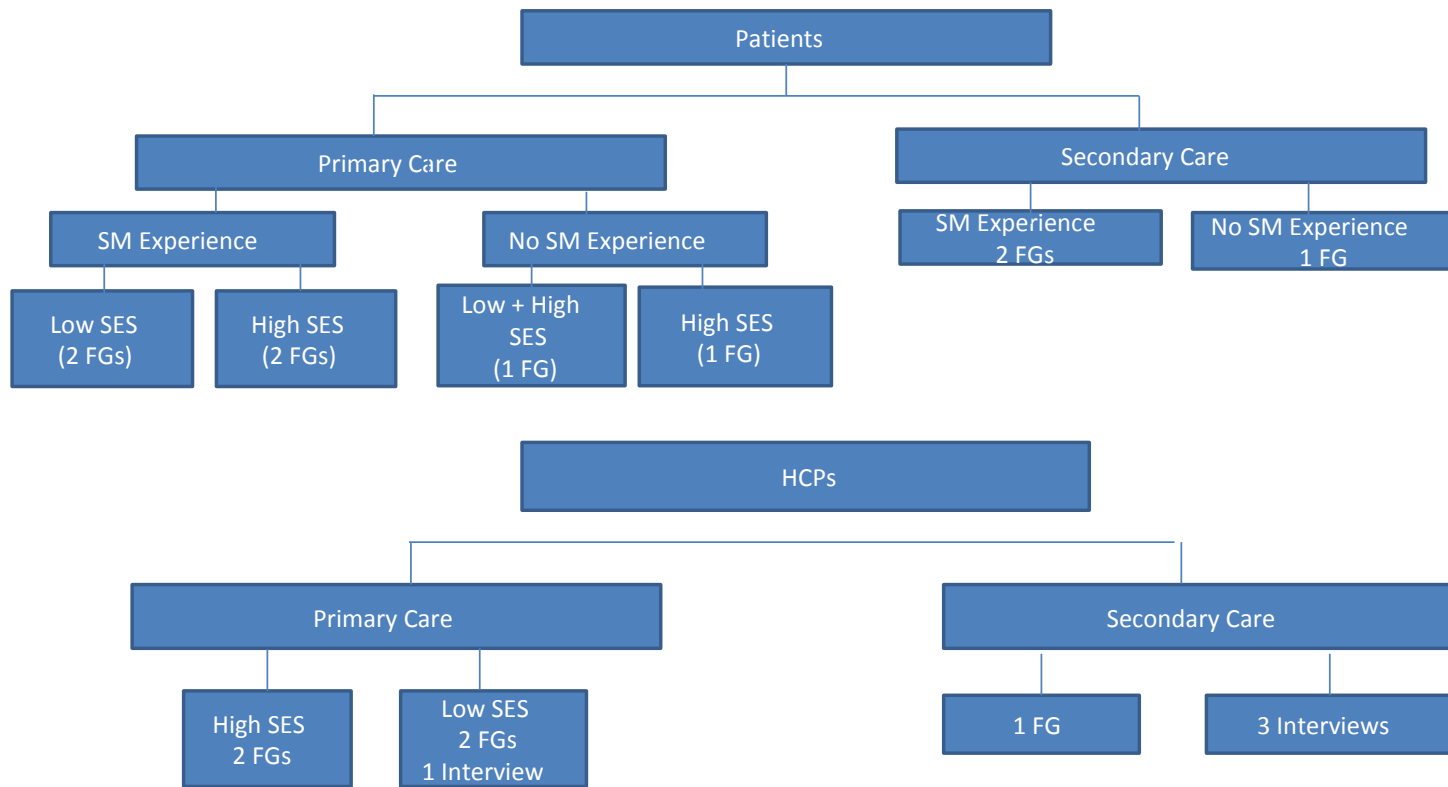 Patients
Primary Care
Secondary Care
SM Experience
No SM Experience
SM Experience
2 FGs
No SM Experience
1 FG
Low SES
(2 FGs)
High SES
(2 FGs)
Low + High
SES
(1 FG)
High SES
(1 FG)
HCPs
Primary Care
Secondary Care
High SES
2 FGs
Low SES
2 FGs
1 Interview
1 FG
3 Interviews